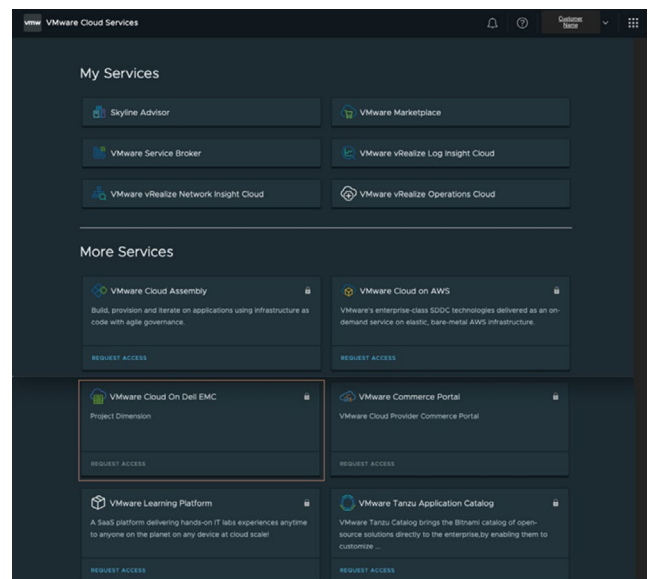 vmw VMware Cloud Services
Customer
Name
My Services
Skyline Advisor
VMware Marketplace
VMware Service Broker
VMware vRealize Log Insight Cloud
VMware vRealize Network Insight Cloud
VMware vRealize Operations Cloud
More Services
VMware Cloud Assembly
Build, provision and iterate on applications using infrastructure as
code with agile governance.
REQUEST ACCESS
VMware Cloud on AWS
VMware's enterprise-class SDDC technologies delivered as an on-
demand service on elastic, bare-metal AWS infrastructure.
REQUEST ACCESS
VMware Cloud On Dell EMC
Project Dimension
REQUEST ACCESS
VMware Commerce Portal
VMware Cloud Provider Commerce Portal
REQUEST ACCESS
VMware Learning Platform
A SaaS platform delivering hands-on IT labs experiences anytime
to anyone on the planet on any device at cloud scale!
REQUEST ACCESS
VMware Tanzu Application Catalog
VMware Tanzu Catalog brings the Bitnami catalog of open-
source solutions directly to the enterprise,by enabling them to
customize ...
REQUEST ACCESS